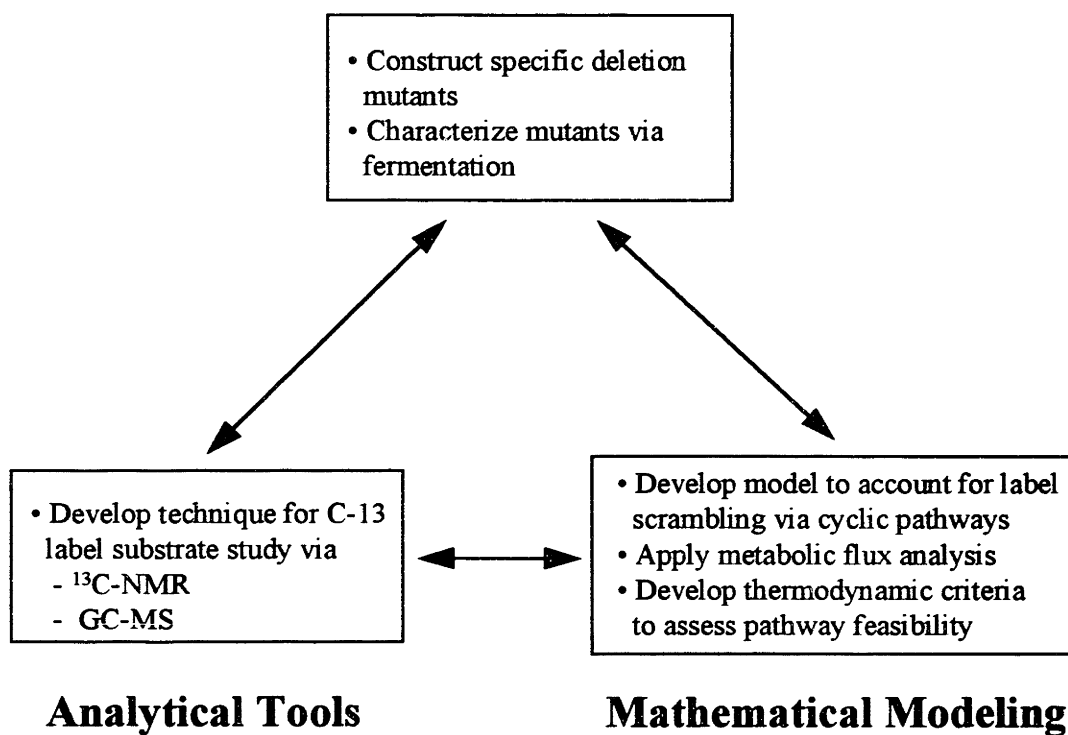 • Construct specific deletion
mutants
• Characterize mutants via
fermentation
• Develop technique for C-13
label substrate study via
- ¹³C-NMR
- GC-MS
• Develop model to account for label
scrambling via cyclic pathways
• Apply metabolic flux analysis
• Develop thermodynamic criteria
to assess pathway feasibility
Analytical Tools
Mathematical Modeling